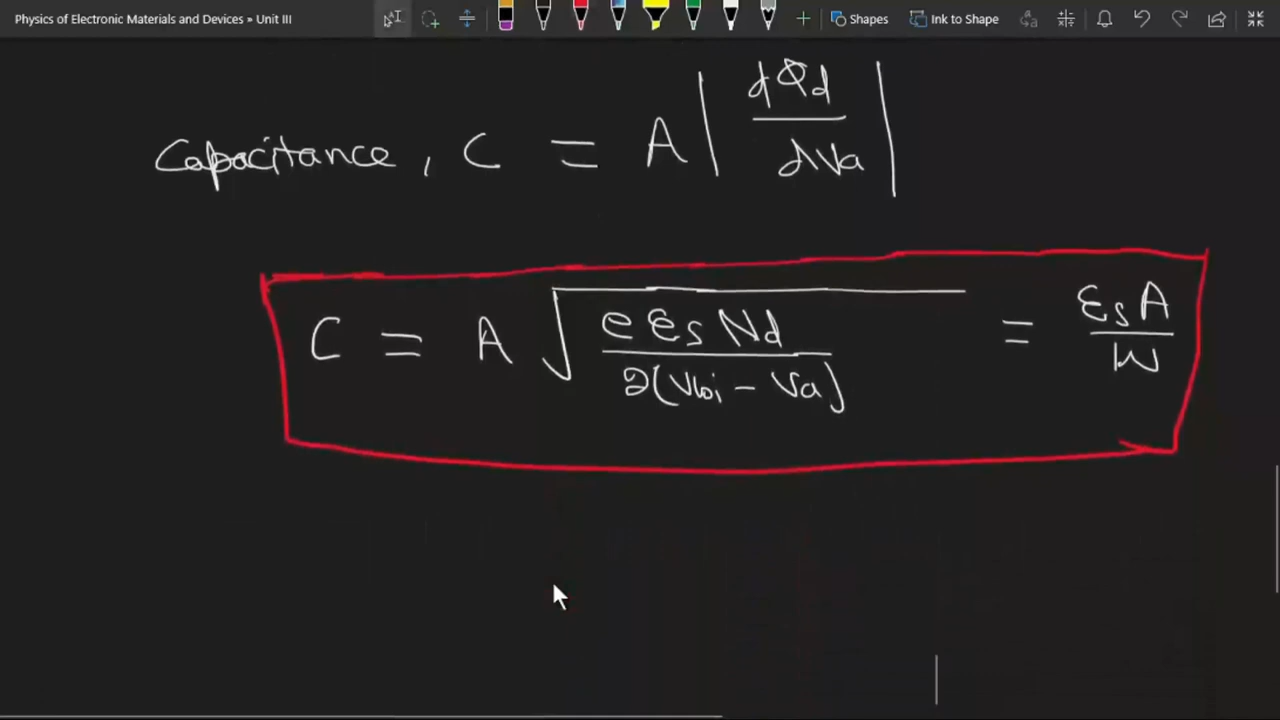 Physics of Electronic Materials and Devices » Unit III
Shapes
Ink to Shape
Capacitance, C = A | dQd / dVa |
C = A √ e εs Nd / 2(Vbi - Va) = εs A / W